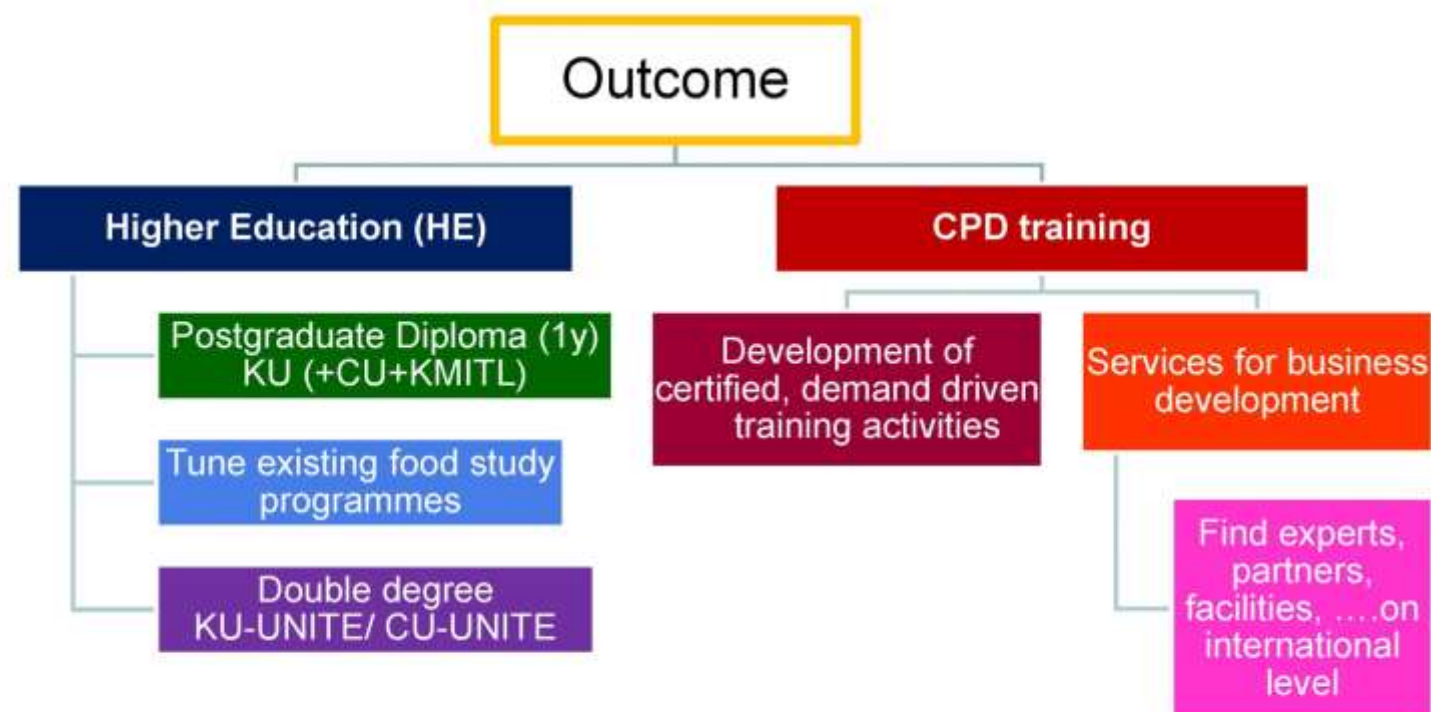 Outcome
Higher Education (HE)
CPD training
Postgraduate Diploma (1y)
KU (+CU+KMITL)
Tune existing food study
programmes
Double degree
KU-UNITE/ CU-UNITE
Development of
certified, demand driven
training activities
Services for business
development
Find experts,
partners,
facilities, ....on
international
level